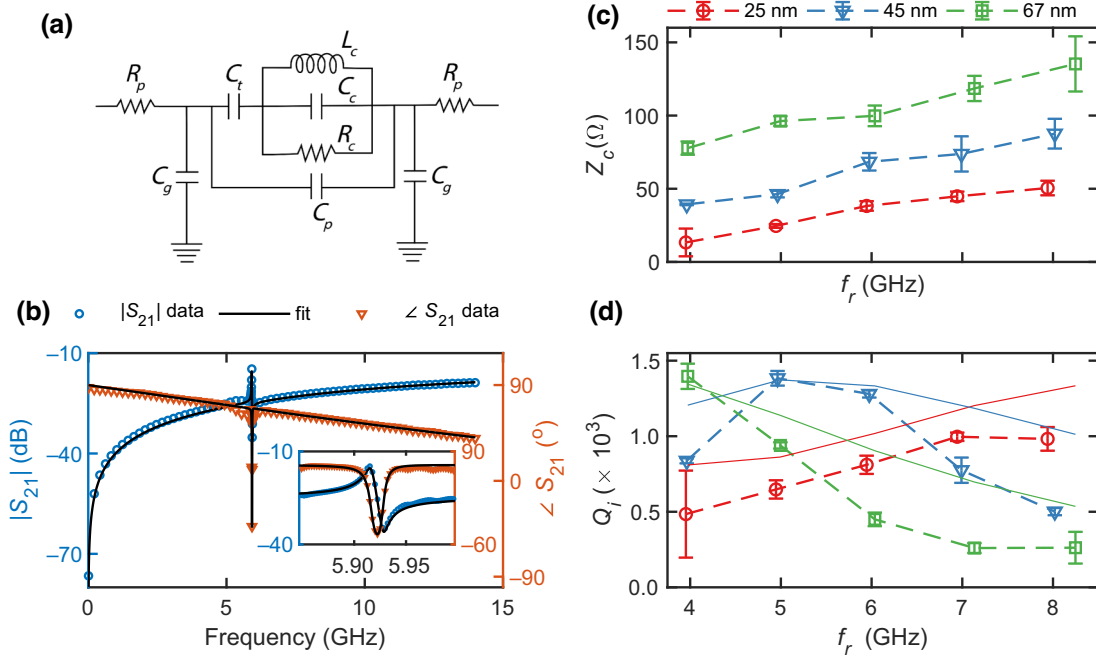 (a)
L_c
R_p
C_t
C_c
R_p
R_c
C_g
C_p
C_g
(b)
|S_21| data
fit
∠ S_21 data
|S_21| (dB)
−10
−40
−70
90
0
−90
∠ S_21 (°)
0
5
10
15
Frequency (GHz)
−10
−40
90
−60
5.90
5.95
(c)
25 nm
45 nm
67 nm
Z_c (Ω)
150
100
50
0
f_r (GHz)
(d)
Q_i (× 10³)
1.5
1.0
0.5
0.0
4
5
6
7
8
f_r (GHz)